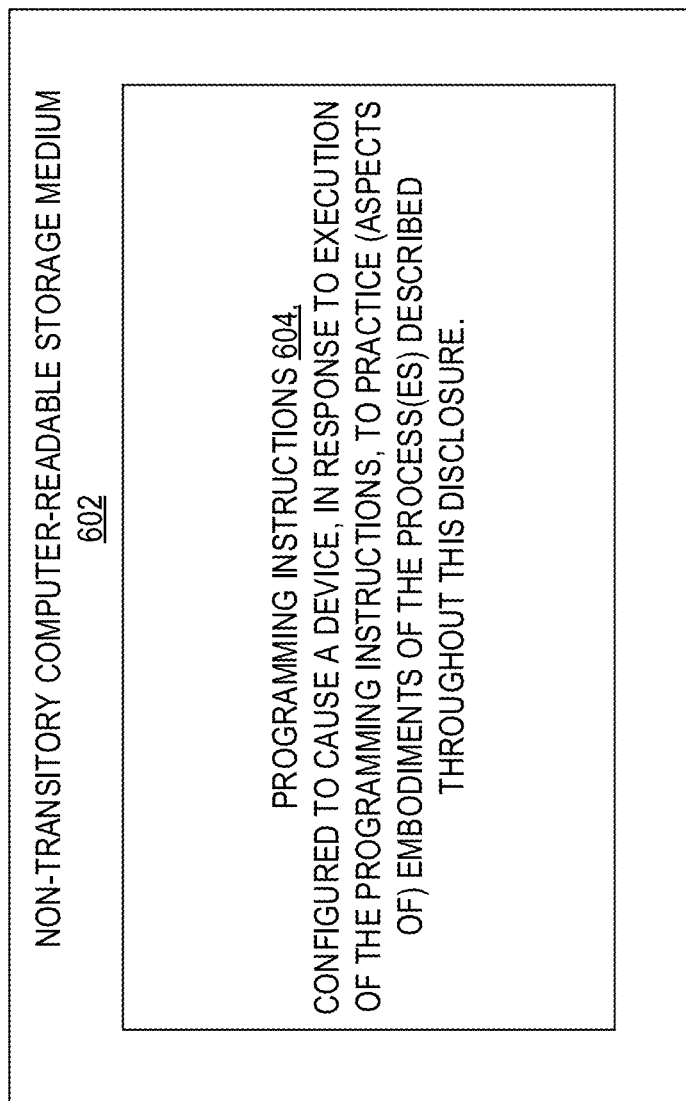 NON-TRANSITORY COMPUTER-READABLE STORAGE MEDIUM
602
PROGRAMMING INSTRUCTIONS 604,
CONFIGURED TO CAUSE A DEVICE, IN RESPONSE TO EXECUTION
OF THE PROGRAMMING INSTRUCTIONS, TO PRACTICE (ASPECTS
OF) EMBODIMENTS OF THE PROCESS(ES) DESCRIBED
THROUGHOUT THIS DISCLOSURE.